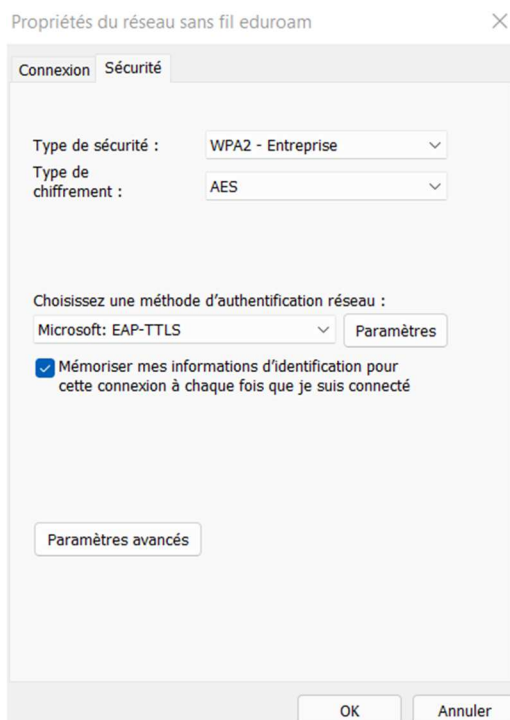 Propriétés du réseau sans fil eduroam
Connexion Sécurité
Type de sécurité : WPA2 - Entreprise
Type de
chiffrement : AES
Choisissez une méthode d'authentification réseau :
Microsoft: EAP-TTLS Paramètres
Mémoriser mes informations d'identification pour
cette connexion à chaque fois que je suis connecté
Paramètres avancés
OK Annuler